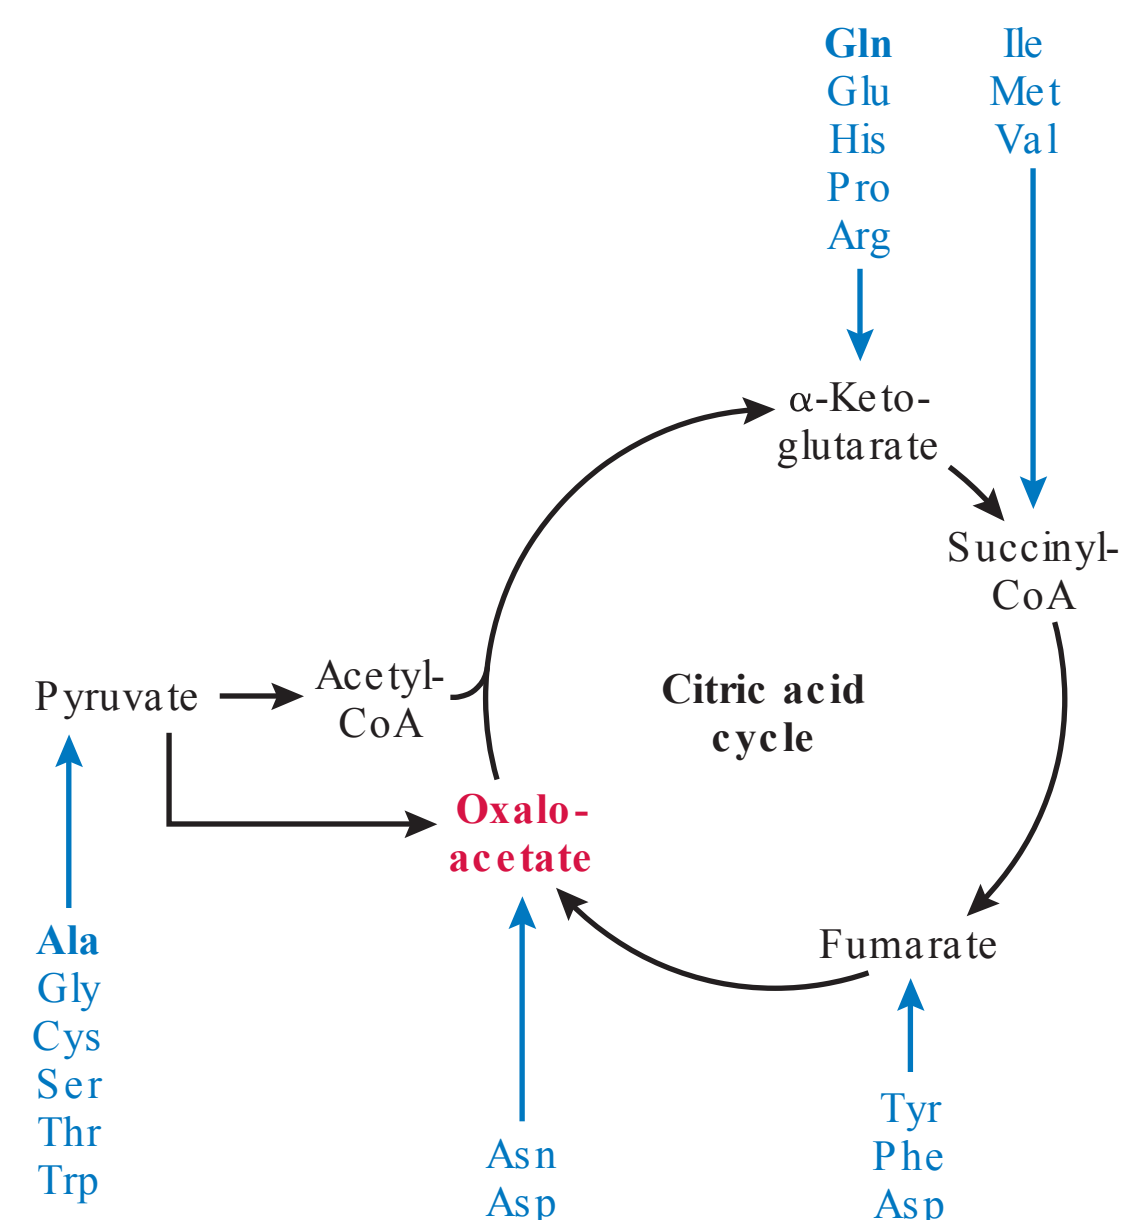 Gln
Glu
His
Pro
Arg
Ile
Met
Val
α-Keto-
glutarate
Succinyl-
CoA
Pyruvate
Acetyl-
CoA
Citric acid
cycle
Oxalo-
acetate
Fumarate
Ala
Gly
Cys
Ser
Thr
Trp
Asn
Asp
Tyr
Phe
Asp